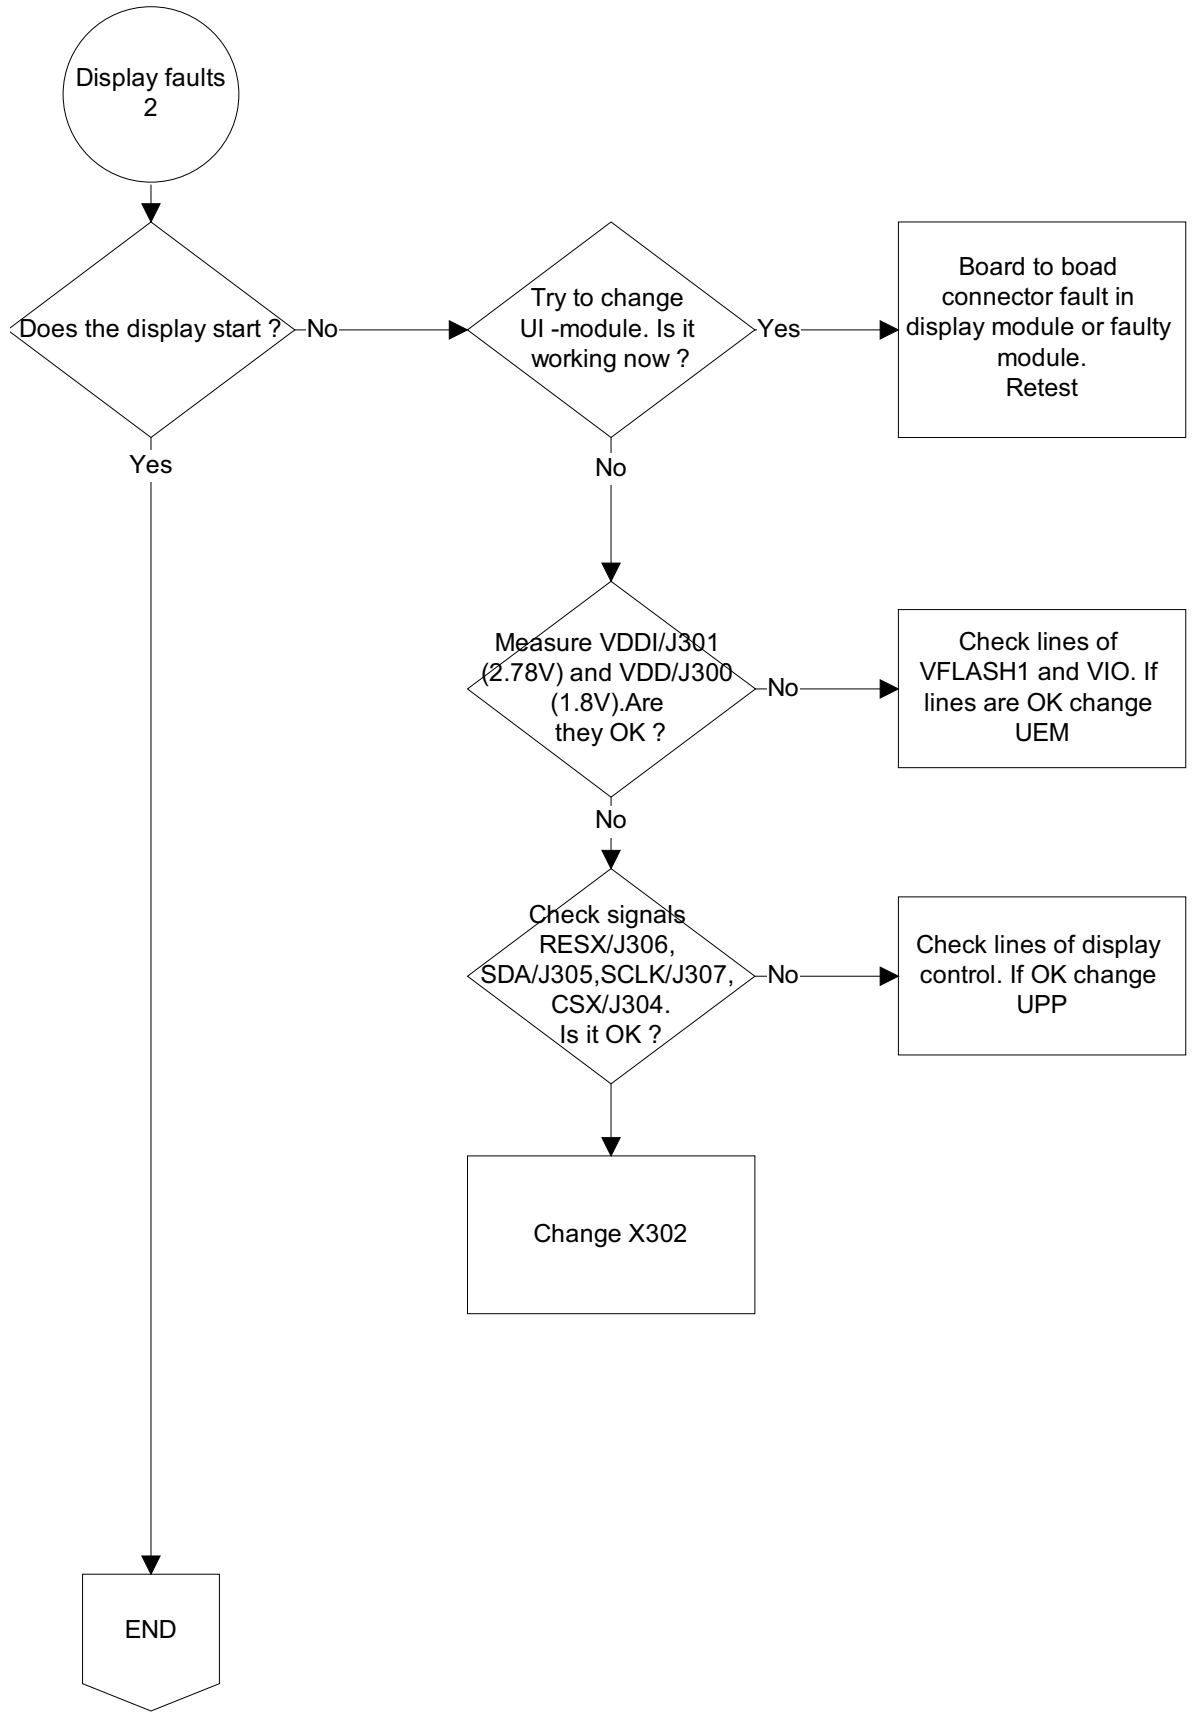 Display faults
2
Does the display start ?
No
Try to change
UI -module. Is it
working now ?
Yes
Board to boad
connector fault in
display module or faulty
module.
Retest
Yes
No
Measure VDDI/J301
(2.78V) and VDD/J300
(1.8V).Are
they OK ?
No
Check lines of
VFLASH1 and VIO. If
lines are OK change
UEM
No
Check signals
RESX/J306,
SDA/J305,SCLK/J307,
CSX/J304.
Is it OK ?
No
Check lines of display
control. If OK change
UPP
Change X302
END